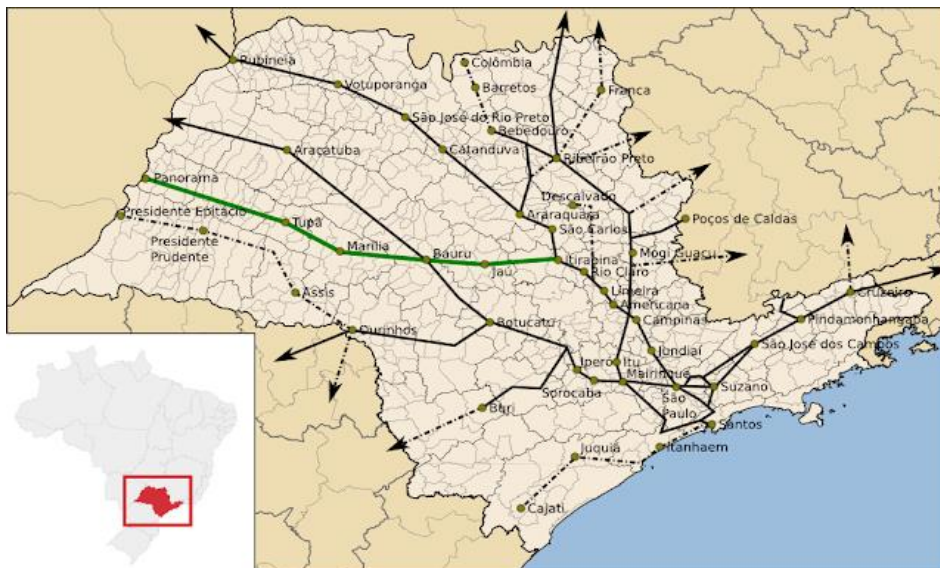 Rubineia
Votuporanga
São José do Rio Preto
Catanduva
Colômbia
Barretos
Bebedouro
Franca
Ribeirão Preto
Araçatuba
Panorama
Presidente Epitácio
Presidente
Prudente
Tupã
Marília
Bauru
Jaú
Itirapina
Descalvado
Araraquara
São Carlos
Rio Claro
Poços de Caldas
Mogi Guaçu
Limeira
Americana
Campinas
Assis
Ourinhos
Botucatu
Jundiaí
Cruzeiro
Pindamonhangaba
São José dos Campos
Iperó
Itu
Mairinque
Sorocaba
São
Paulo
Suzano
Buri
Santos
Juquiá
Itanhaem
Cajati